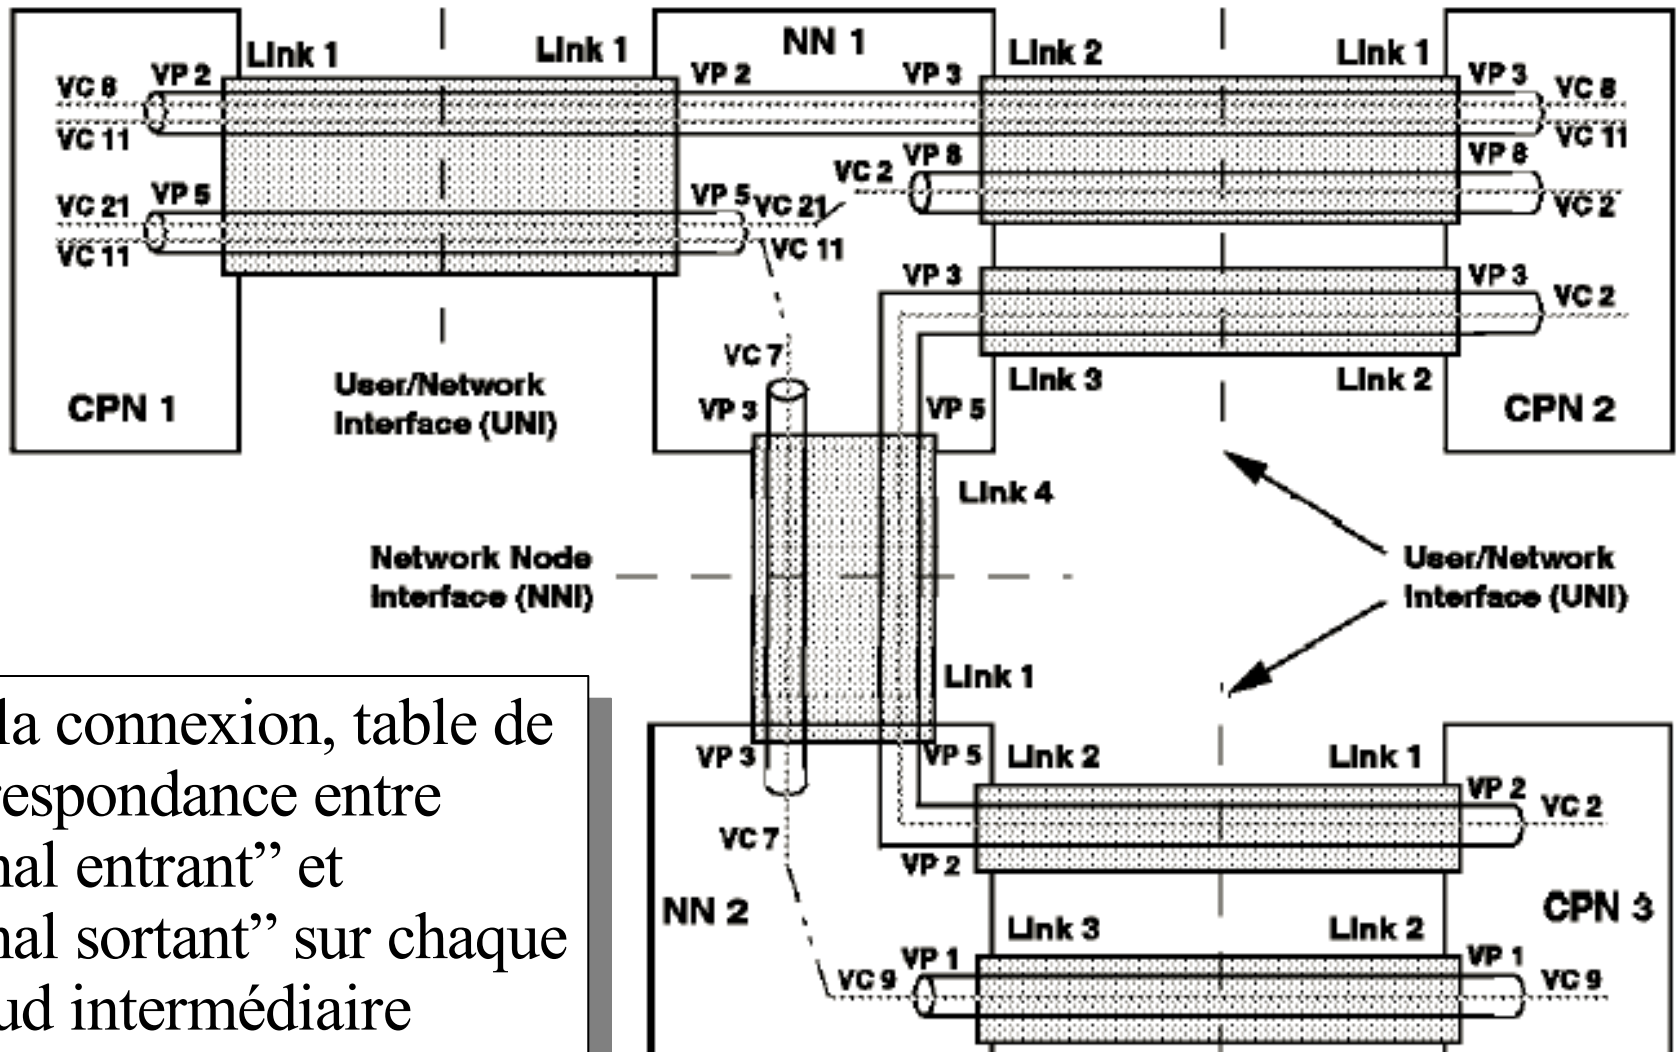 Link 1
Link 1
NN 1
Link 2
Link 1
VC 8
VP 2
VP 2
VP 3
VP 3
VC 8
VC 11
VC 11
VC 2
VP 8
VP 8
VC 21
VP 5
VP 5
VC 21
VC 2
VC 11
VC 11
VP 3
VP 3
VC 2
VC 7
User/Network
Interface (UNI)
Link 3
Link 2
CPN 1
VP 3
VP 5
CPN 2
Link 4
Network Node
Interface (NNI)
User/Network
Interface (UNI)
Link 1
la connexion, table de
respondance entre
nal entrant” et
nal sortant” sur chaque
ud intermédiaire
VP 3
VP 5
Link 2
Link 1
VP 2
VC 2
VC 7
VP 2
NN 2
CPN 3
Link 3
Link 2
VP 1
VP 1
VC 9
VC 9